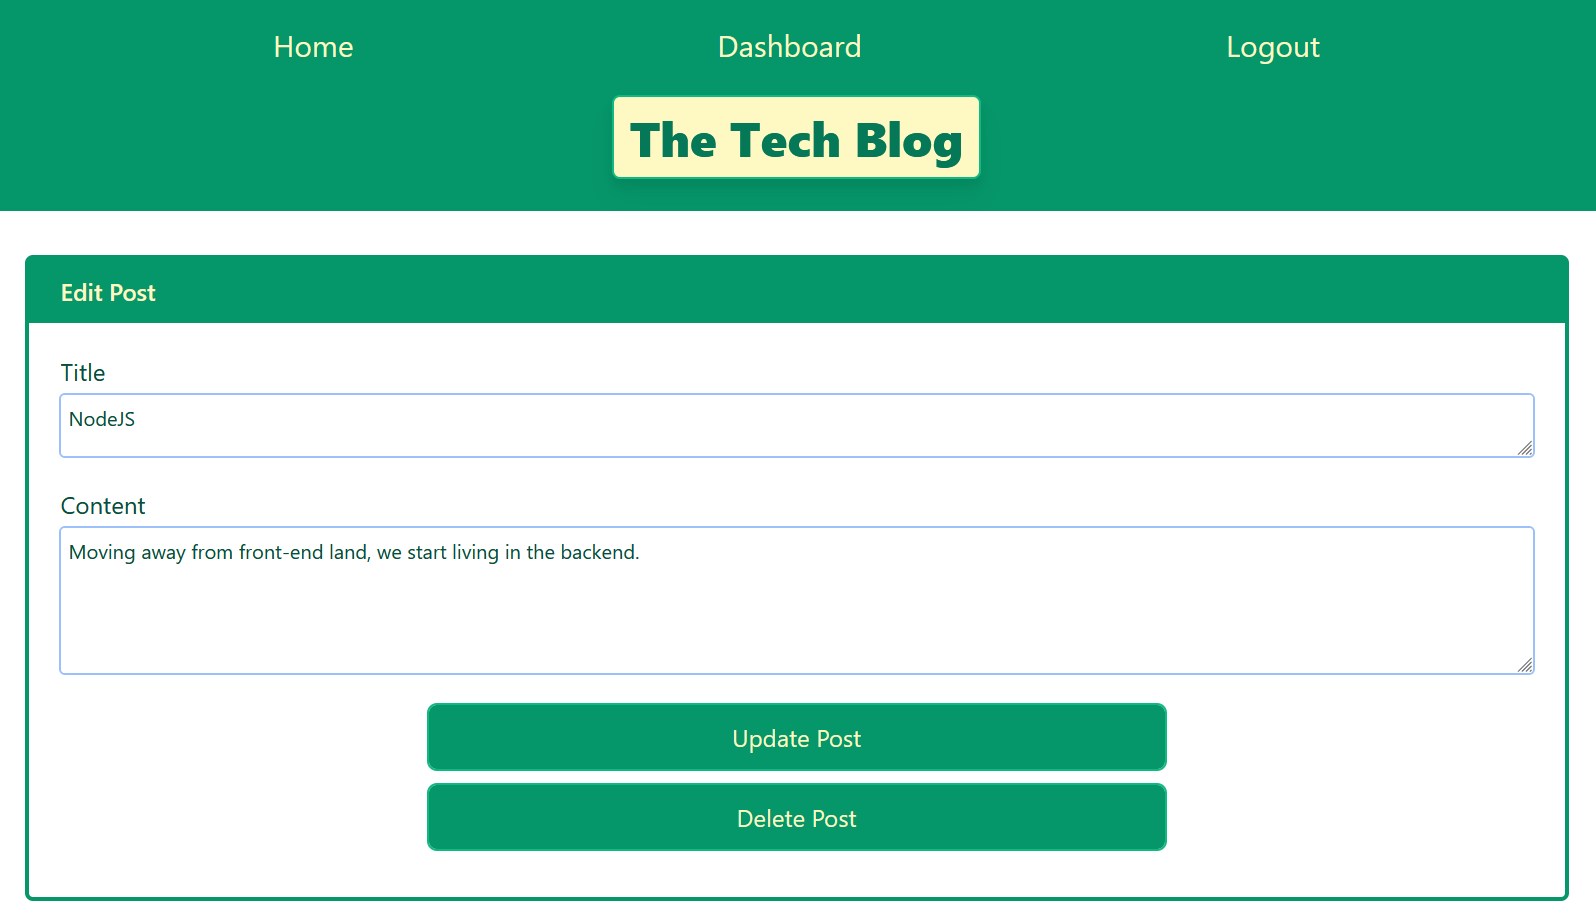 Home Dashboard Logout
The Tech Blog
Edit Post
Title
NodeJS
Content
Moving away from front-end land, we start living in the backend.
Update Post
Delete Post